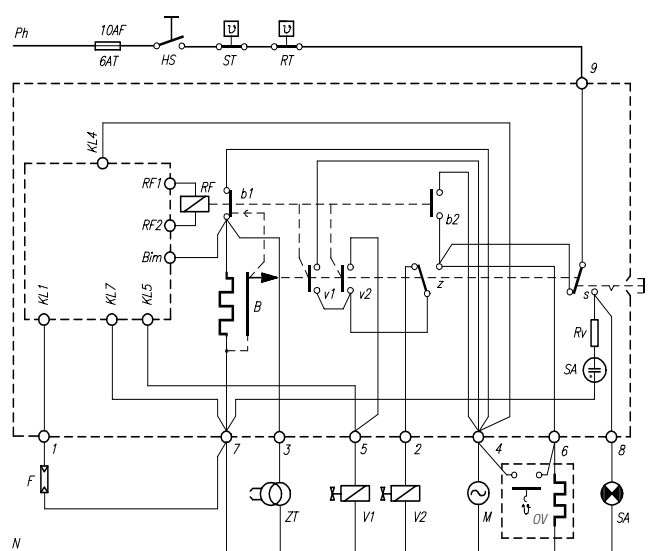 Ph
10AF
6AT
HS
ϑ
ST
ϑ
RT
9
KL4
RF1
RF
b1
RF2
b2
Bim
KL1
KL7
KL5
B
v1
v2
z
s
Rv
SA
1
7
3
5
2
4
6
8
F
ZT
V1
V2
M
ϑ
OV
SA
N